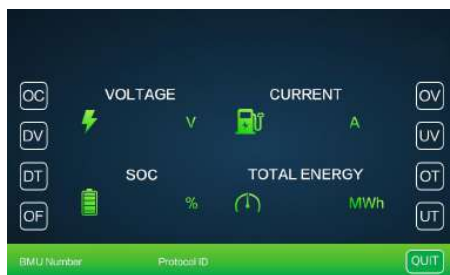 OC VOLTAGE CURRENT OV
V A
DV UV
DT SOC TOTAL ENERGY OT
% MWh
OF UT
BMU Number Protocol ID QUIT